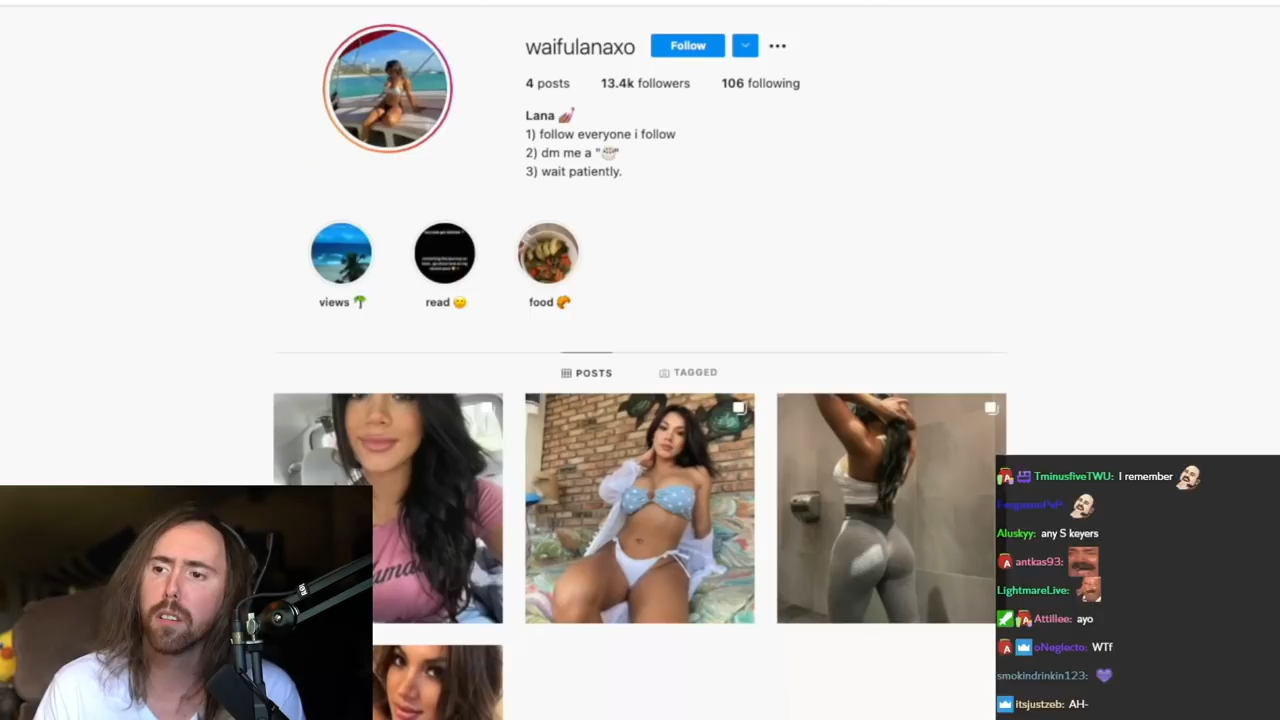 waifulanaxo
Follow
4 posts 13.4k followers 106 following
Lana
1) follow everyone i follow
2) dm me a "
3) wait patiently.
views read food
POSTS TAGGED
TminusfiveTWU: I remember
Aluskyy: any S keyers
antkas93:
LightmareLive:
Attillee: ayo
oNeglecto: WTf
smokindrinkin123:
itsjustzeb: AH-